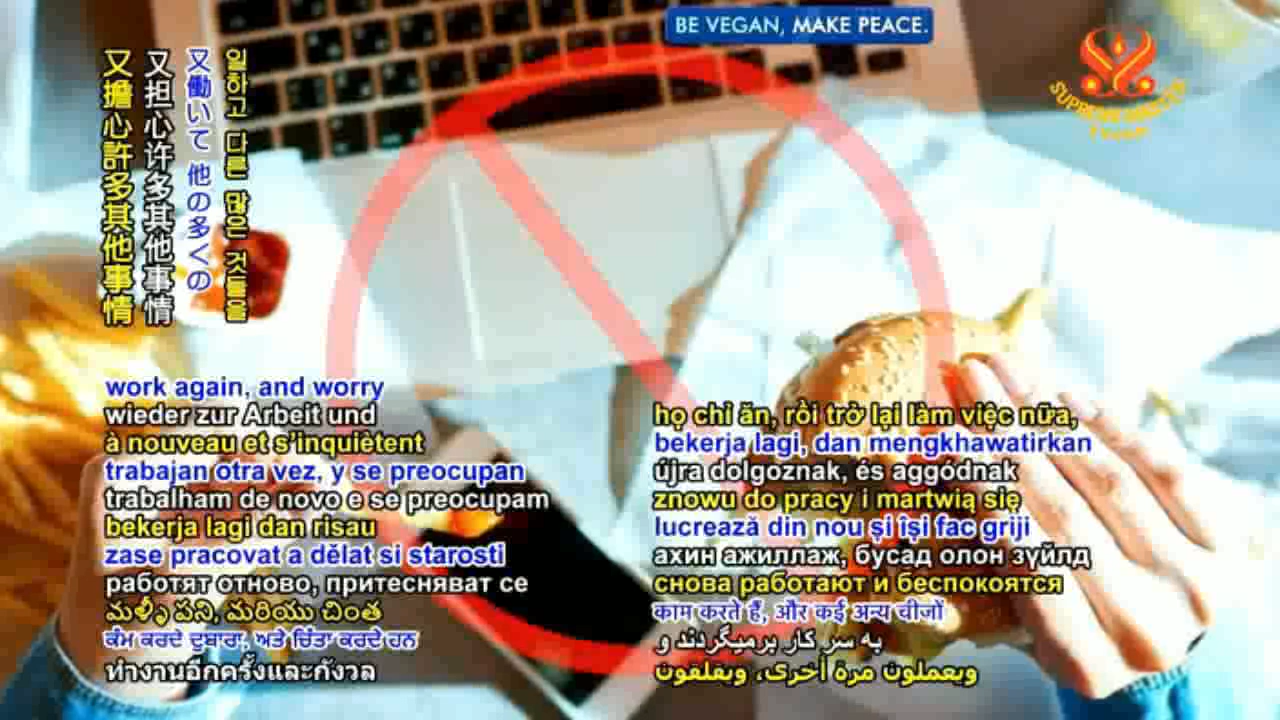 BE VEGAN, MAKE PEACE.
SUPREME MASTER
일하고 다른 많은 것들을
又働いて 他の多くの
又担心许多其他事情
又擔心許多其他事情
work again, and worry
wieder zur Arbeit und
à nouveau et s'inquiètent
trabajan otra vez, y se preocupan
trabalham de novo e se preocupam
bekerja lagi dan risau
zase pracovat a dělat si starosti
работят отново, притесняват се
మళ్ళీ పని, మరియు చింత
ਕੰਮ ਕਰਦੇ ਦੁਬਾਰਾ, ਅਤੇ ਚਿੰਤਾ ਕਰਦੇ ਹਨ
ทำงานอีกครั้งและกังวล
họ chỉ ăn, rồi trở lại làm việc nữa,
bekerja lagi, dan mengkhawatirkan
újra dolgoznak, és aggódnak
znowu do pracy i martwią się
lucrează din nou și își fac griji
ахин ажиллаж, бусад олон зүйлд
снова работают и беспокоятся
काम करते हैं, और कई अन्य चीजों
به سر کار برمیگردند و
ويعملون مرة أخرى، ويقلقون